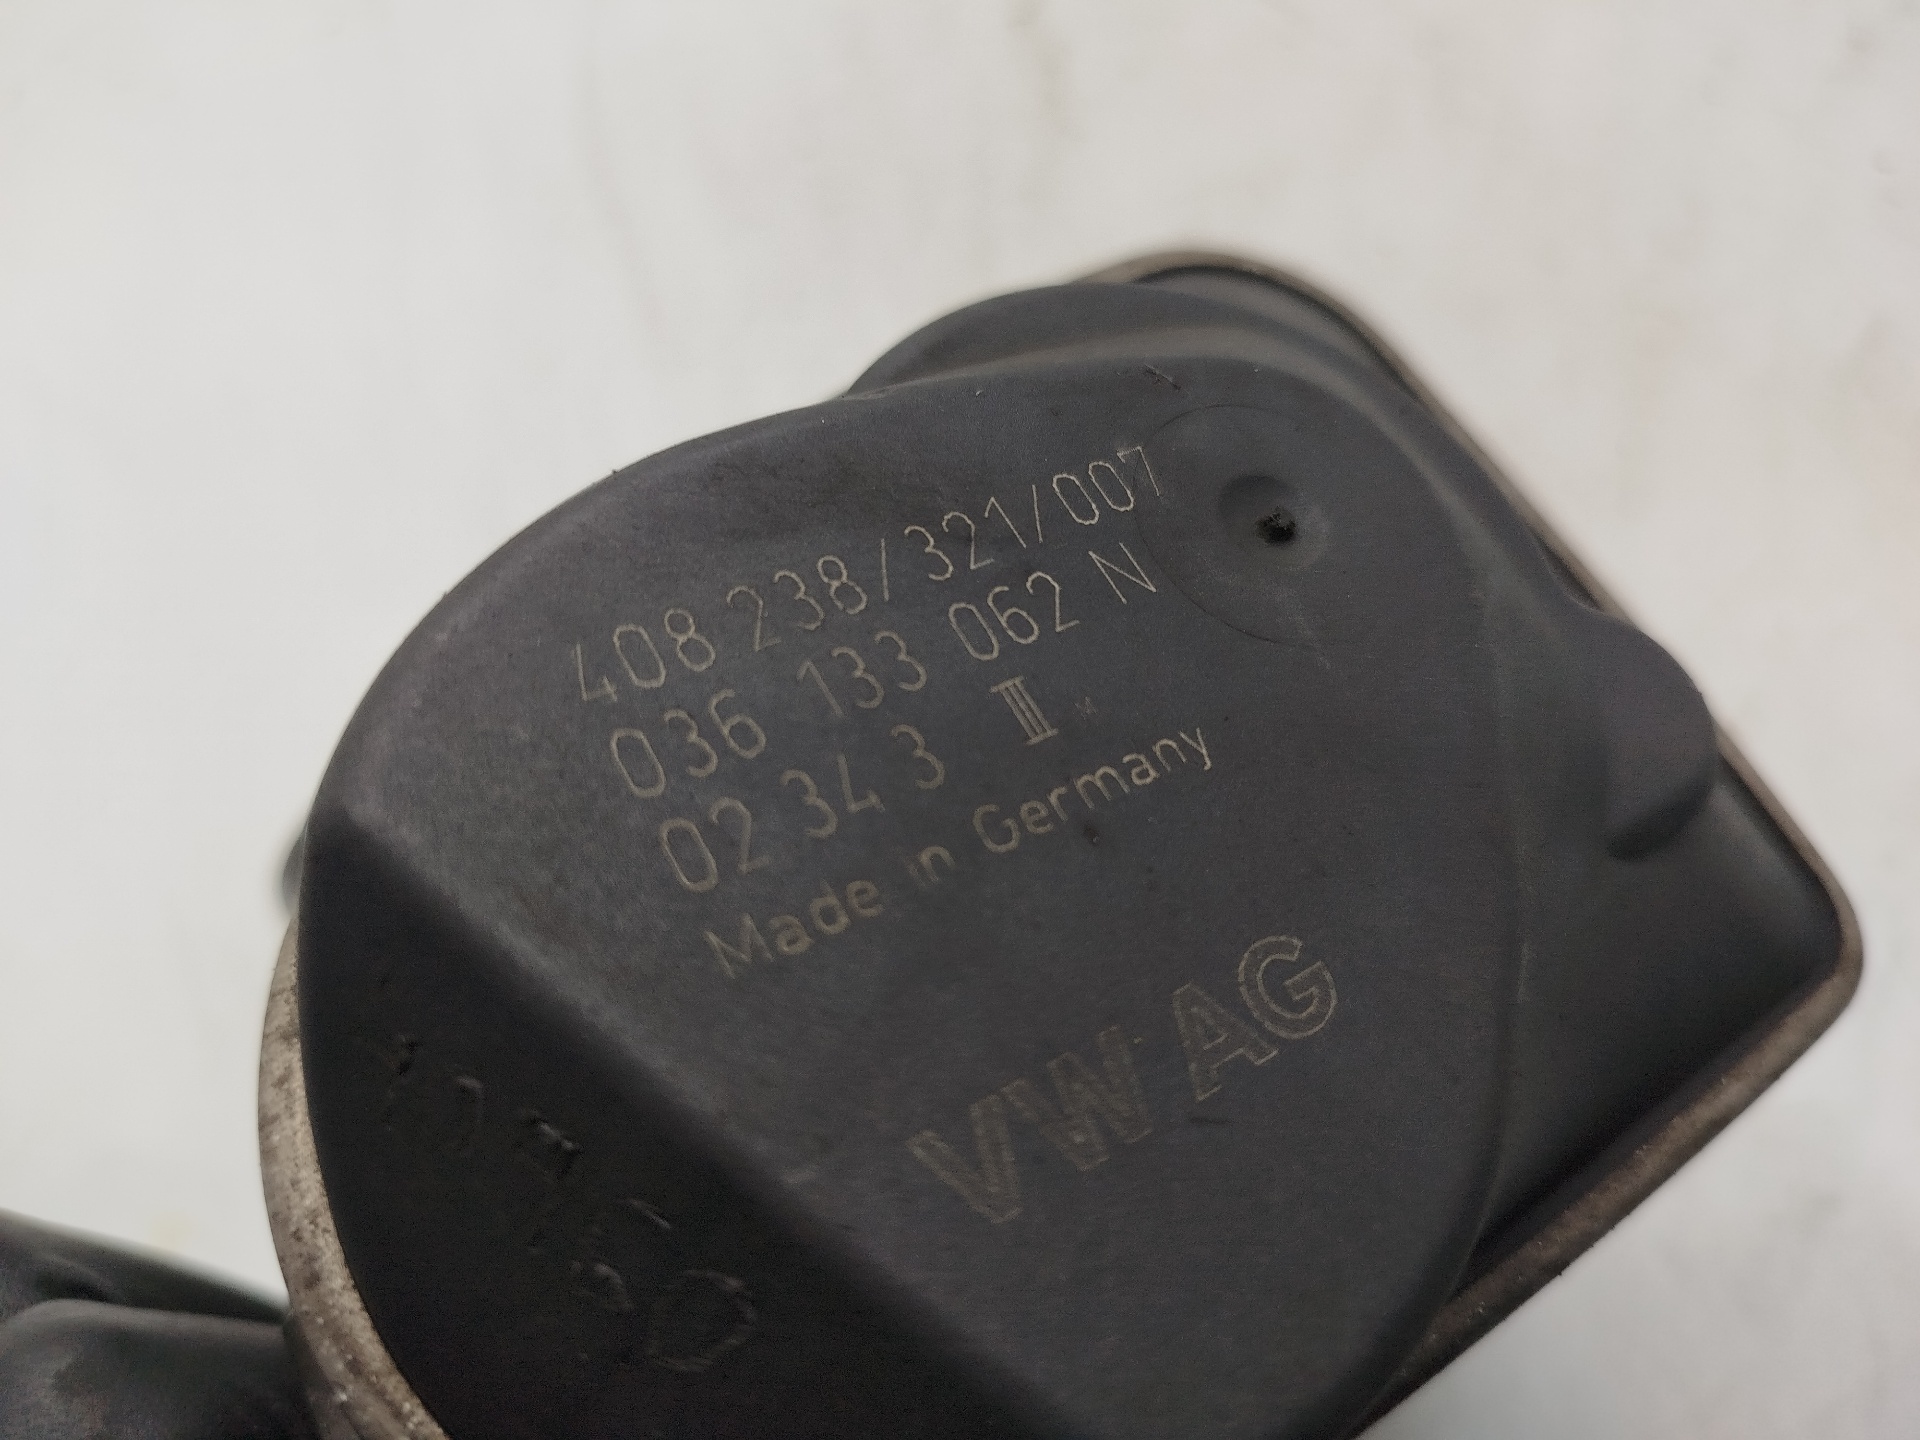 408 238/321/007
036 133 062 N
02 34 3 III
Made in Germany
VW AG